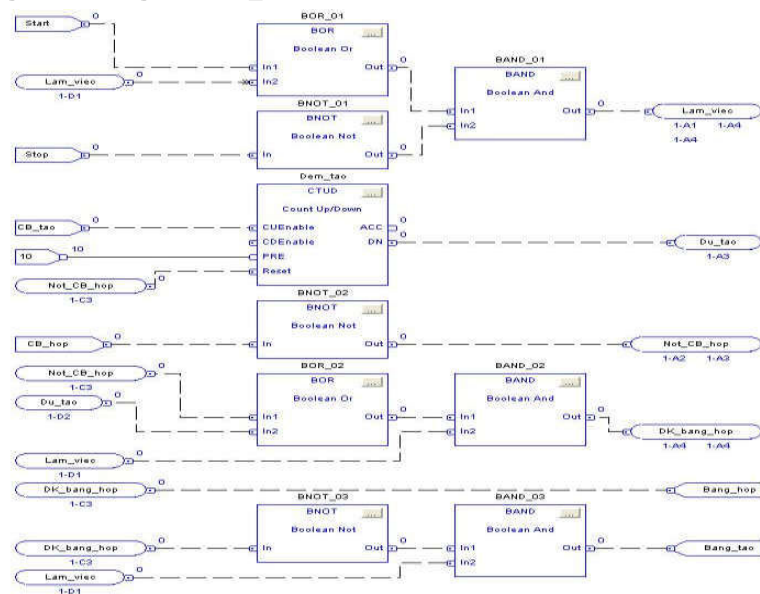 BOR_01
Start 0
BOR ...
Boolean Or
In1 Out 0
Lam_viec 0 In2
1-D1
BAND_01
BAND ...
Boolean And
In1 Out 0
In2
Lam_viec
1-A1 1-A4
1-A4
BNOT_01
BNOT ...
Boolean Not
Stop 0 In Out 0
Dem_tao
CTUD ...
Count Up/Down
CB_tao 0 CUEnable ACC 0
CDEnable DN 0 Du_tao
1-A3
10 10 PRE
Not_CB_hop 0 Reset
1-C3
BNOT_02
BNOT ...
Boolean Not
CB_hop 0 In Out 0 Not_CB_hop
1-A2 1-A3
Not_CB_hop 0
1-C3
BOR_02
BOR ...
Boolean Or
Du_tao 0 In1 Out 0
1-D2 In2
BAND_02
BAND ...
Boolean And
In1 Out 0
In2
DK_bang_hop
1-A4 1-A4
Lam_viec 0
1-D1
DK_bang_hop 0 Bang_hop
1-C3
BNOT_03
BNOT ...
Boolean Not
DK_bang_hop 0 In Out 0
1-C3
BAND_03
BAND ...
Boolean And
In1 Out 0 Bang_tao
In2
Lam_viec 0
1-D1